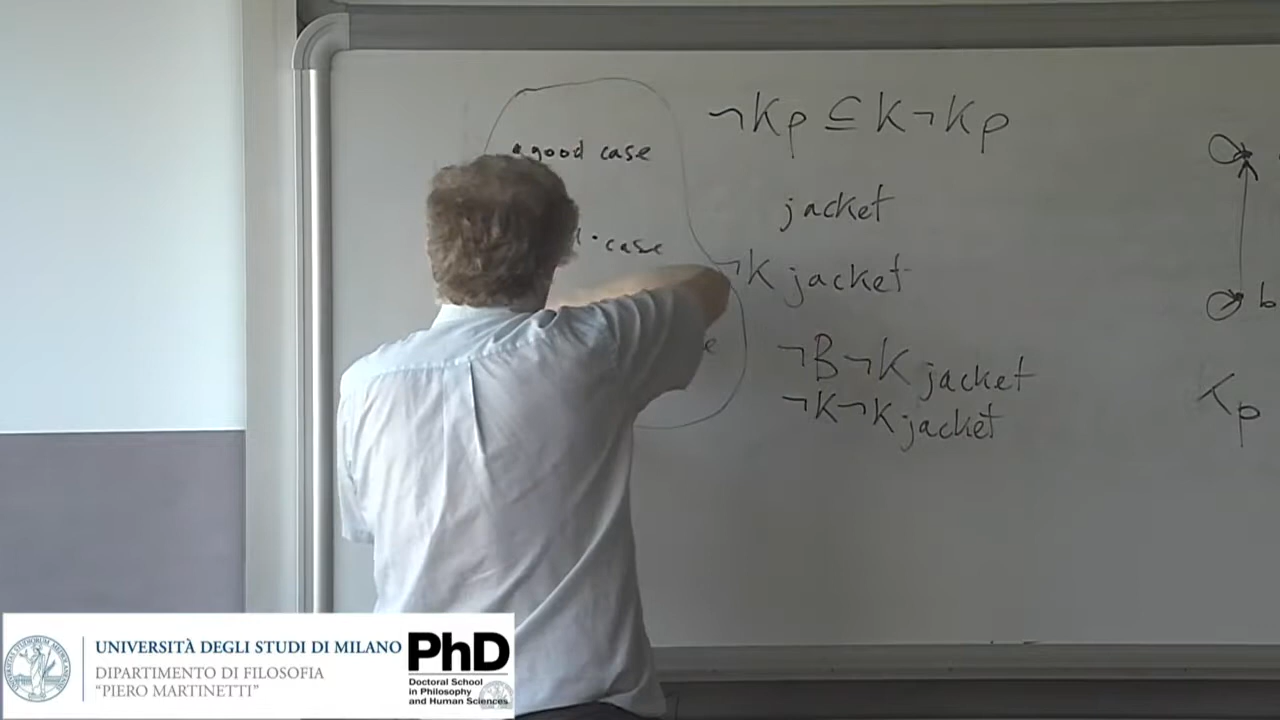 ¬Kp ⊆ K¬Kp
good case
jacket
case
¬K jacket
¬B¬K jacket
¬K¬K jacket
b
p
UNIVERSITÀ DEGLI STUDI DI MILANO
DIPARTIMENTO DI FILOSOFIA
"PIERO MARTINETTI"
PhD
Doctoral School
in Philosophy
and Human Sciences